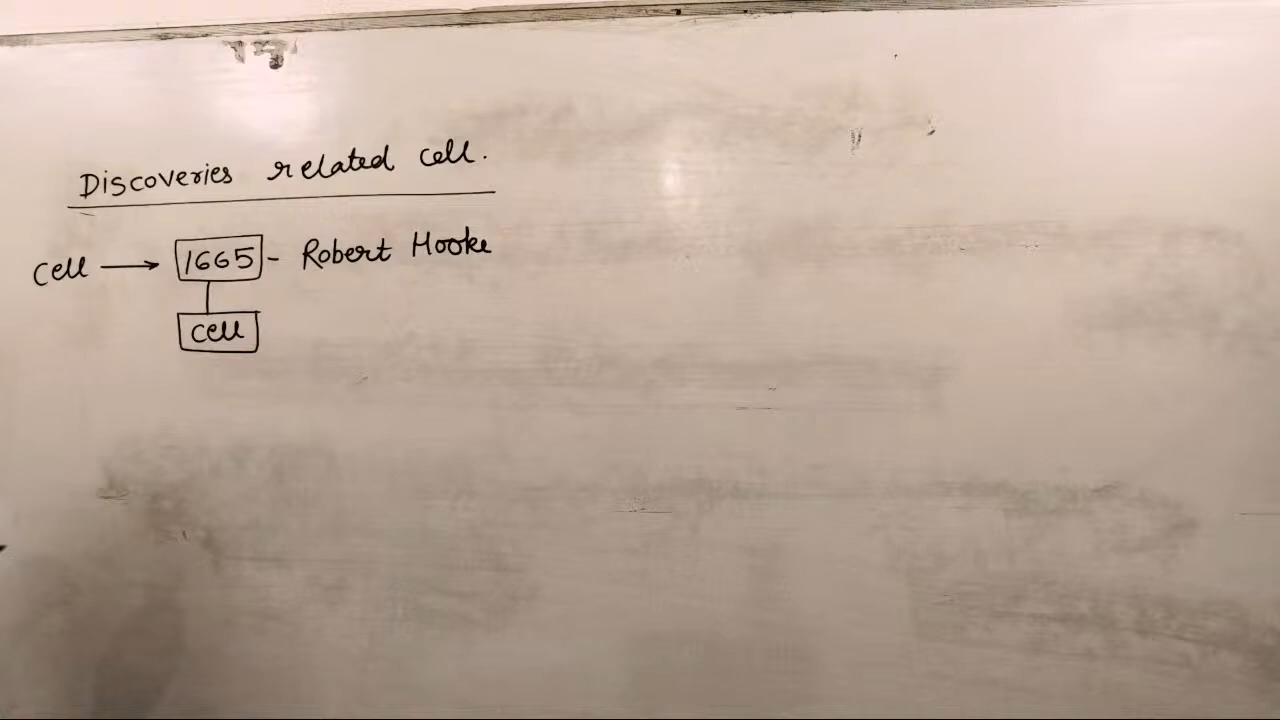 Discoveries related cell.
cell → 1665 - Robert Hooke
cell